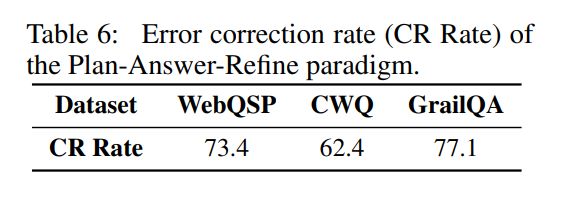 Table 6: Error correction rate (CR Rate) of
the Plan-Answer-Refine paradigm.
Dataset WebQSP CWQ GrailQA
CR Rate 73.4 62.4 77.1